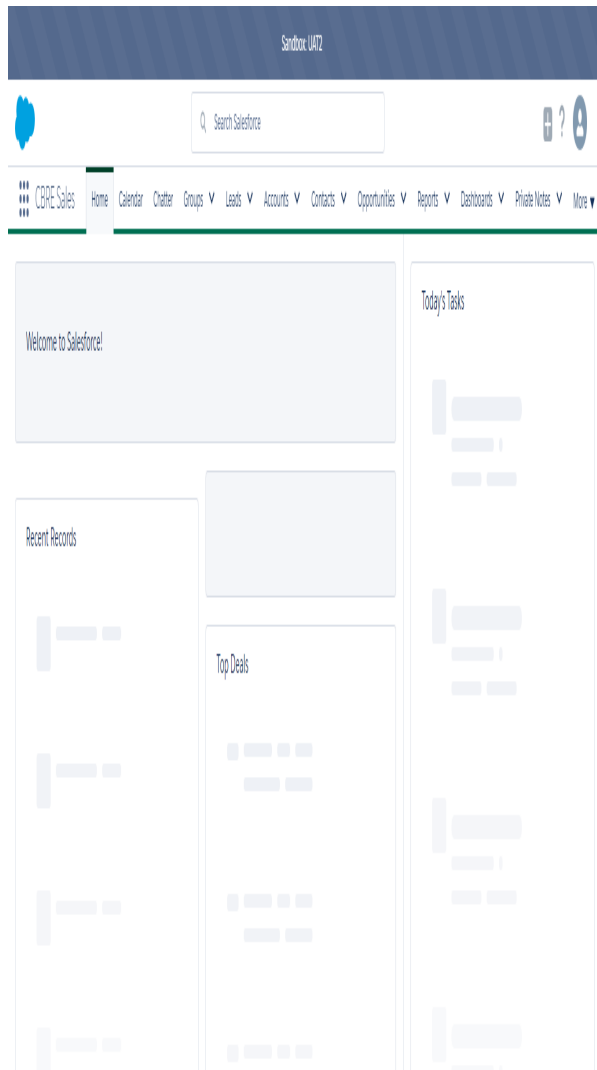 Sandbox: UAT2
Search Salesforce
CBRE Sales Home Calendar Chatter Groups Leads Accounts Contacts Opportunities Reports Dashboards Private Notes More
Today's Tasks
Welcome to Salesforce!
Recent Records
Top Deals